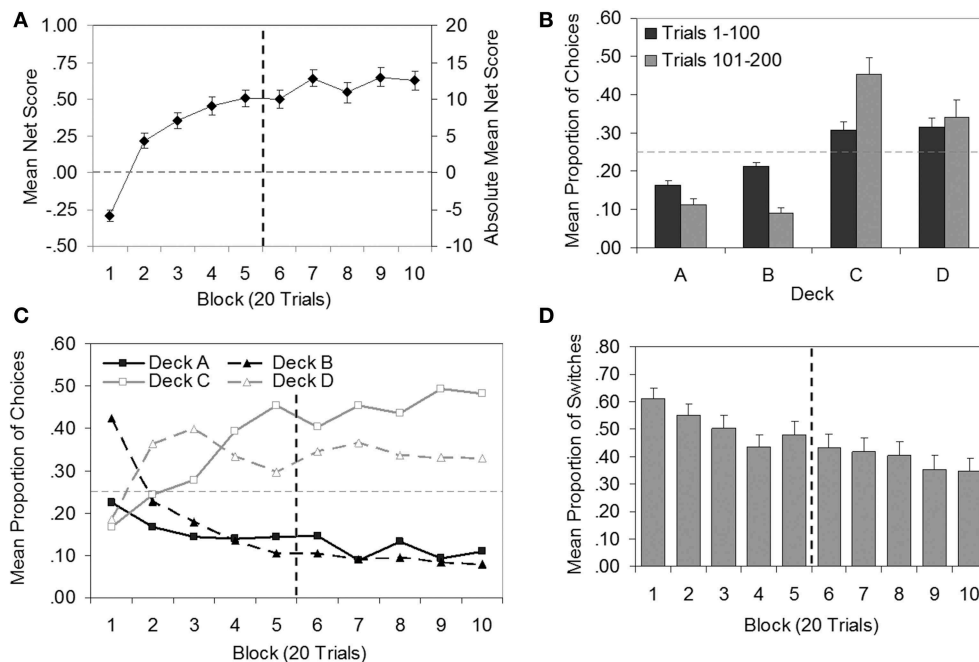 A
1.00
.75
.50
.25
.00
-.25
-.50
Mean Net Score
20
15
10
5
0
-5
-10
Absolute Mean Net Score
1 2 3 4 5 6 7 8 9 10
Block (20 Trials)
B
.60
.50
.40
.30
.20
.10
.00
Mean Proportion of Choices
Trials 1-100
Trials 101-200
A B C D
Deck
C
.60
.50
.40
.30
.20
.10
.00
Mean Proportion of Choices
Deck A Deck B
Deck C Deck D
1 2 3 4 5 6 7 8 9 10
Block (20 Trials)
D
.80
.70
.60
.50
.40
.30
.20
.10
.00
Mean Proportion of Switches
1 2 3 4 5 6 7 8 9 10
Block (20 Trials)